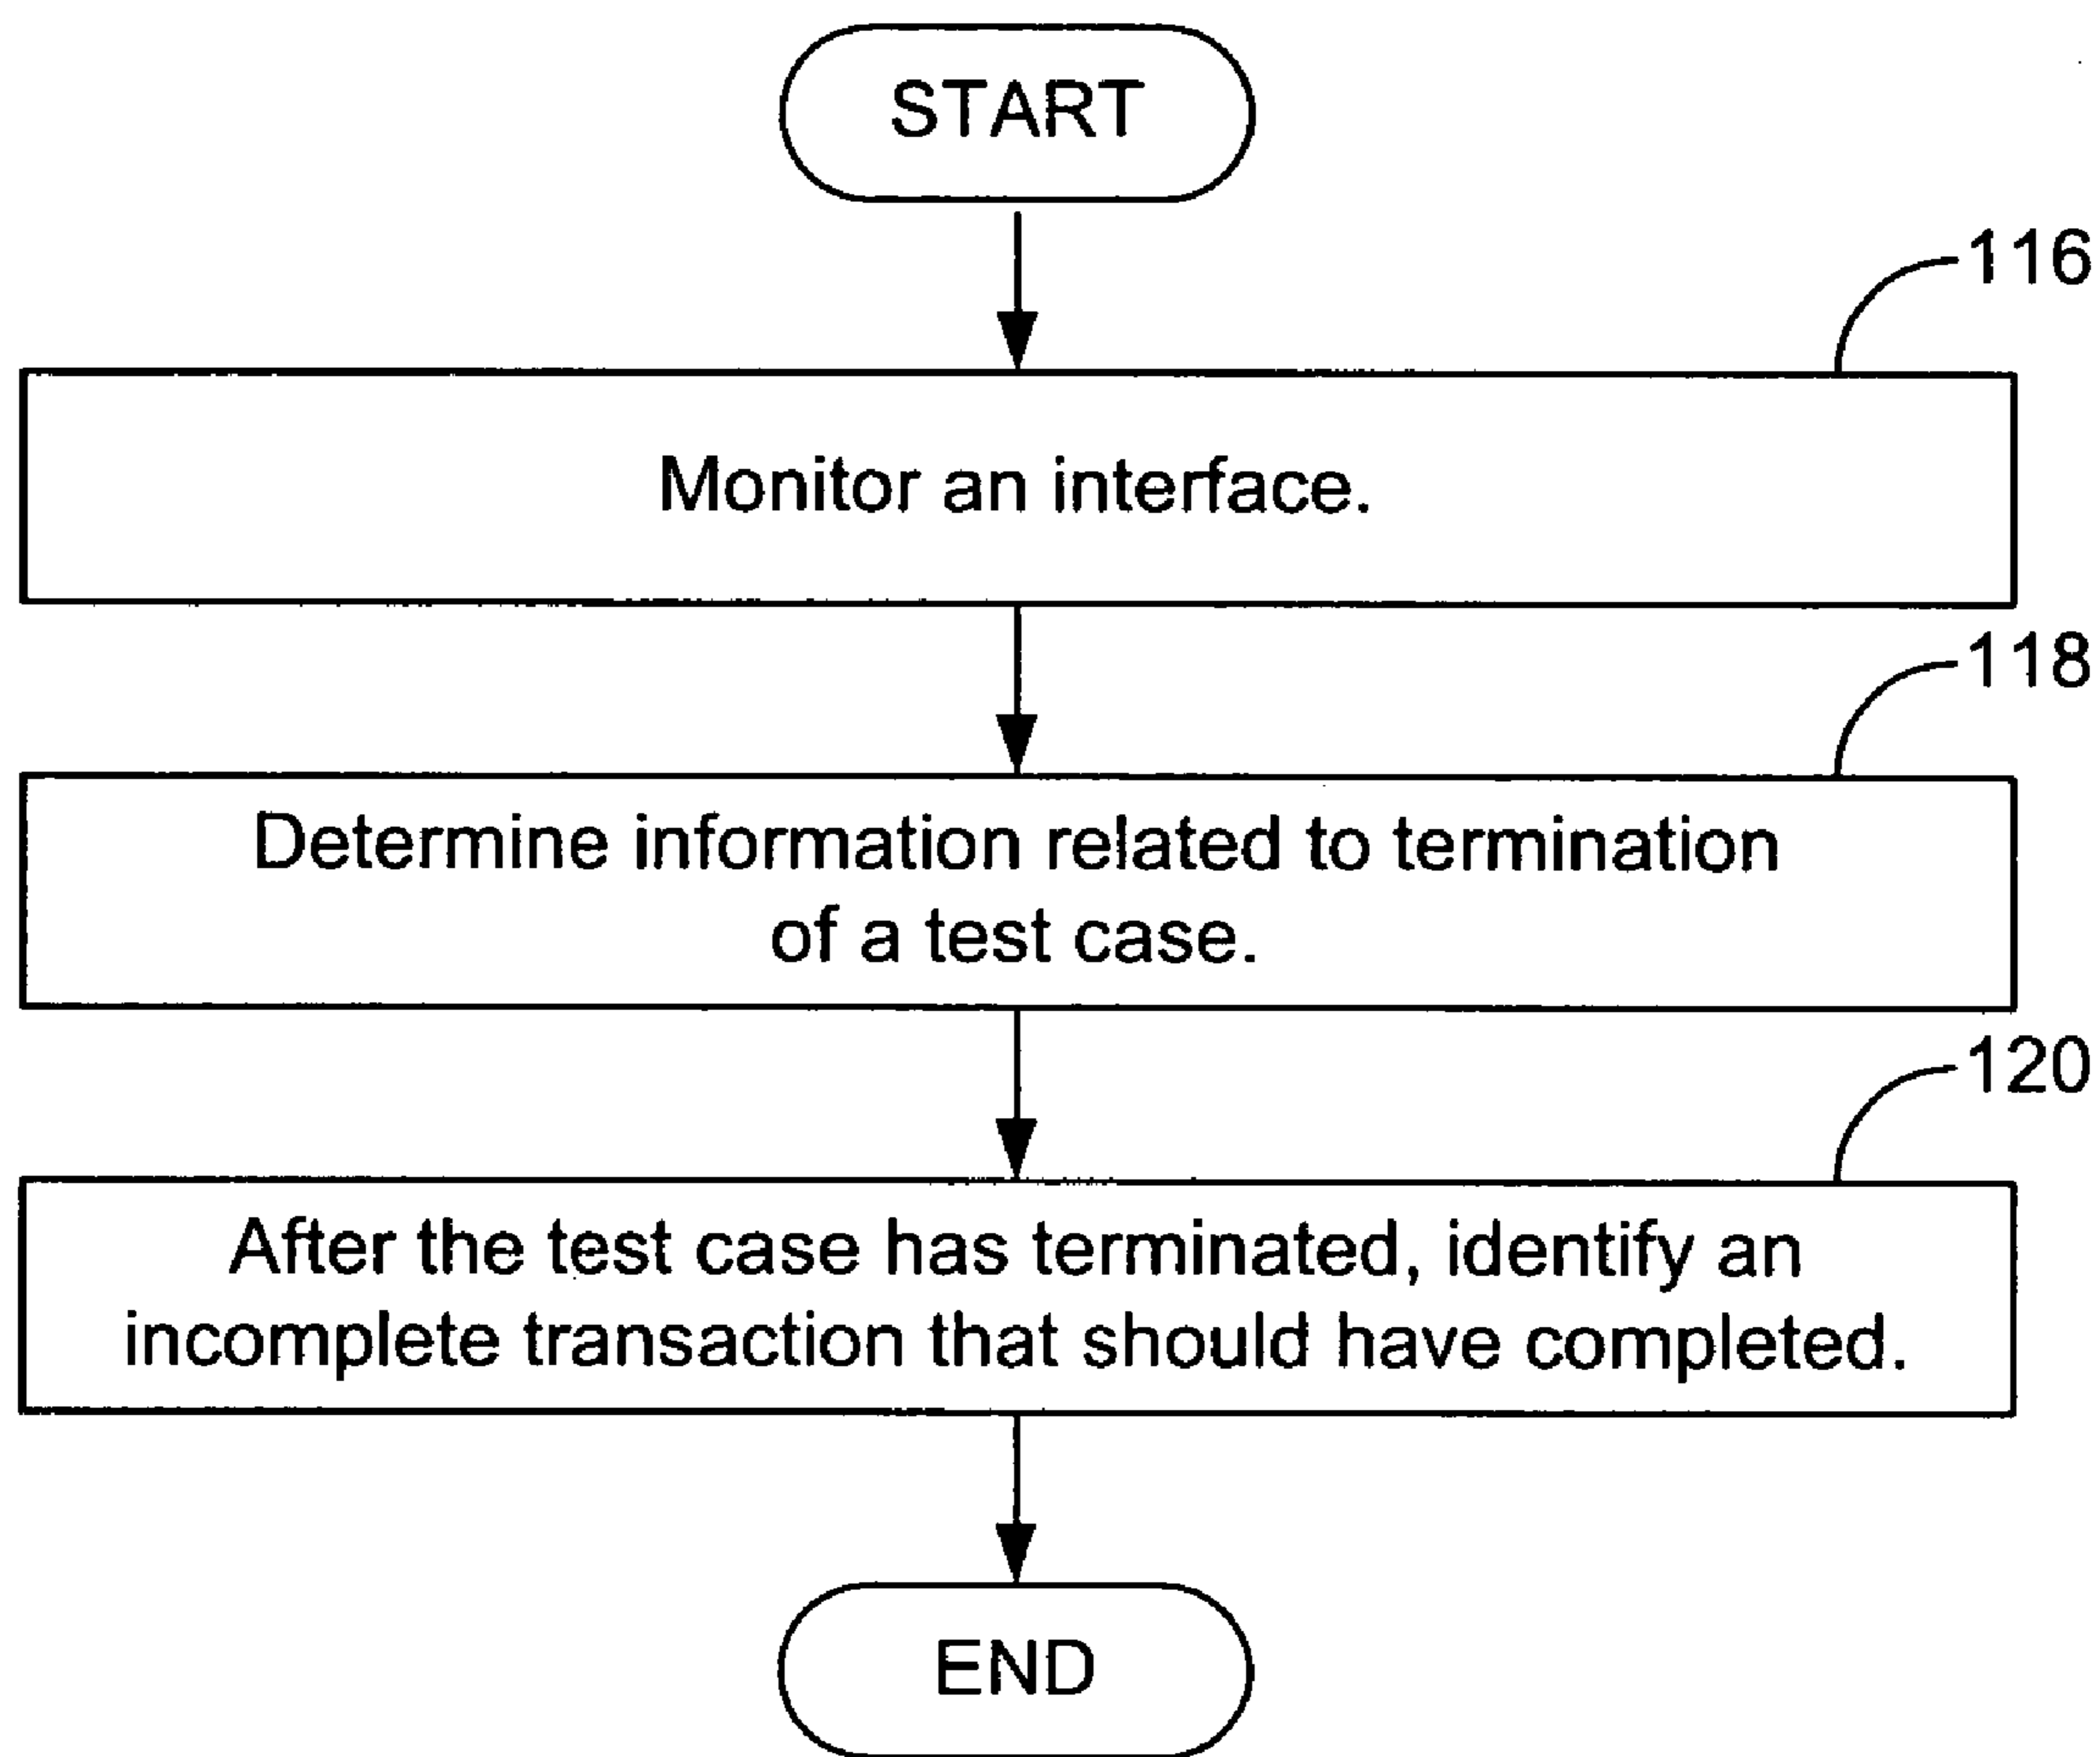 START
116
Monitor an interface.
118
Determine information related to termination
of a test case.
120
After the test case has terminated, identify an
incomplete transaction that should have completed.
END